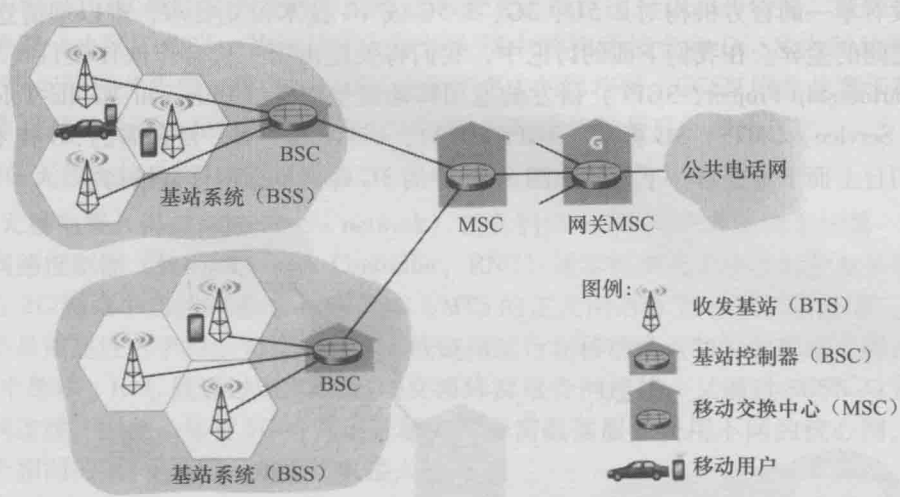 BSC
基站系统（BSS）
G
MSC
网关MSC
公共电话网
BSC
基站系统（BSS）
图例：
收发基站（BTS）
基站控制器（BSC）
移动交换中心（MSC）
移动用户